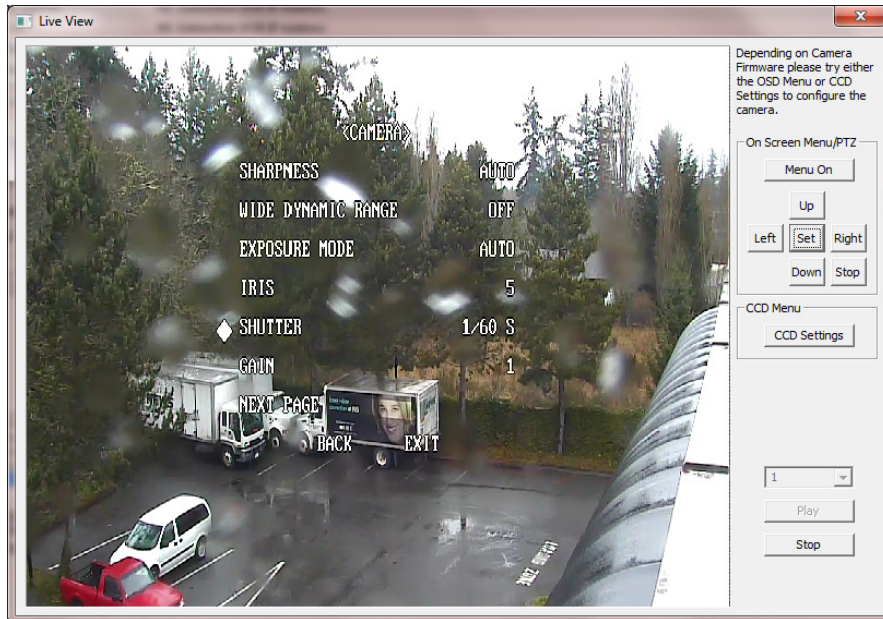 Live View
Depending on Camera
Firmware please try either
the OSD Menu or CCD
Settings to configure the
camera.
<CAMERA>
SHARPNESS AUTO
WIDE DYNAMIC RANGE OFF
EXPOSURE MODE AUTO
IRIS 5
SHUTTER 1/60 S
GAIN 1
NEXT PAGE
BACK EXIT
LOADING ZONE
On Screen Menu/PTZ
Menu On
Up
Left Set Right
Down Stop
CCD Menu
CCD Settings
1
Play
Stop